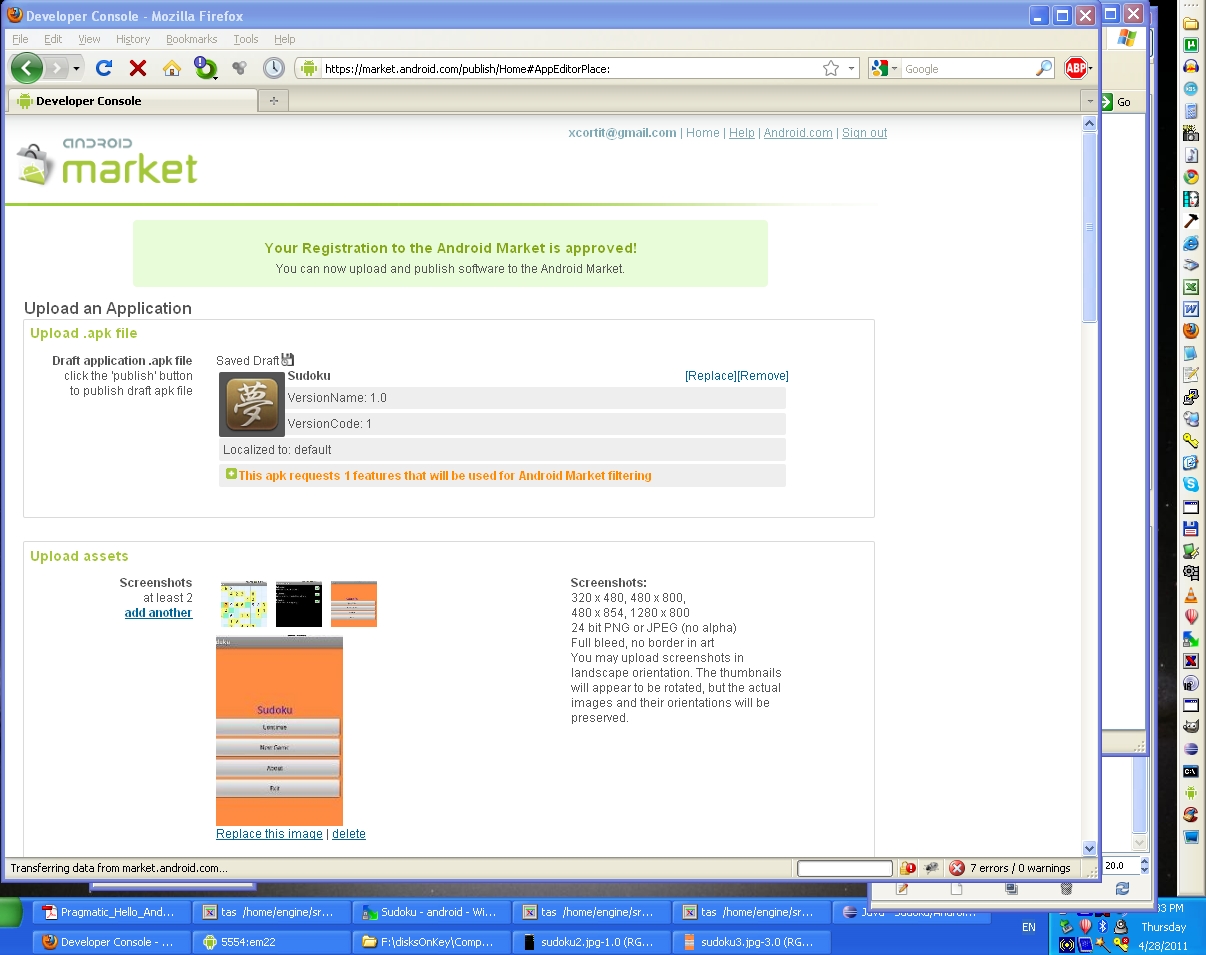 Developer Console - Mozilla Firefox
File Edit View History Bookmarks Tools Help
https://market.android.com/publish/Home#AppEditorPlace:
Google
ABP
Developer Console
Go
xcortit@gmail.com | Home | Help | Android.com | Sign out
android
market
Your Registration to the Android Market is approved!
You can now upload and publish software to the Android Market.
Upload an Application
Upload .apk file
Draft application .apk file
click the 'publish' button
to publish draft apk file
Saved Draft
夢
Sudoku
[Replace][Remove]
VersionName: 1.0
VersionCode: 1
Localized to: default
This apk requests 1 features that will be used for Android Market filtering
Upload assets
Screenshots
at least 2
add another
Sudoku
Continue
New Game
About
Exit
Replace this image | delete
Screenshots:
320 x 480, 480 x 800,
480 x 854, 1280 x 800
24 bit PNG or JPEG (no alpha)
Full bleed, no border in art
You may upload screenshots in
landscape orientation. The thumbnails
will appear to be rotated, but the actual
images and their orientations will be
preserved.
Transferring data from market.android.com...
7 errors / 0 warnings
20.0
Pragmatic_Hello_And...
tas /home/engine/sr...
Sudoku - android - Wi...
tas /home/engine/sr...
tas /home/engine/sr...
Java - Sudoku/Androi...
Developer Console - ...
5554:em22
F:\disksOnKey\Comp...
sudoku2.jpg-1.0 (RG...
sudoku3.jpg-3.0 (RG...
EN
:33 PM
Thursday
4/28/2011